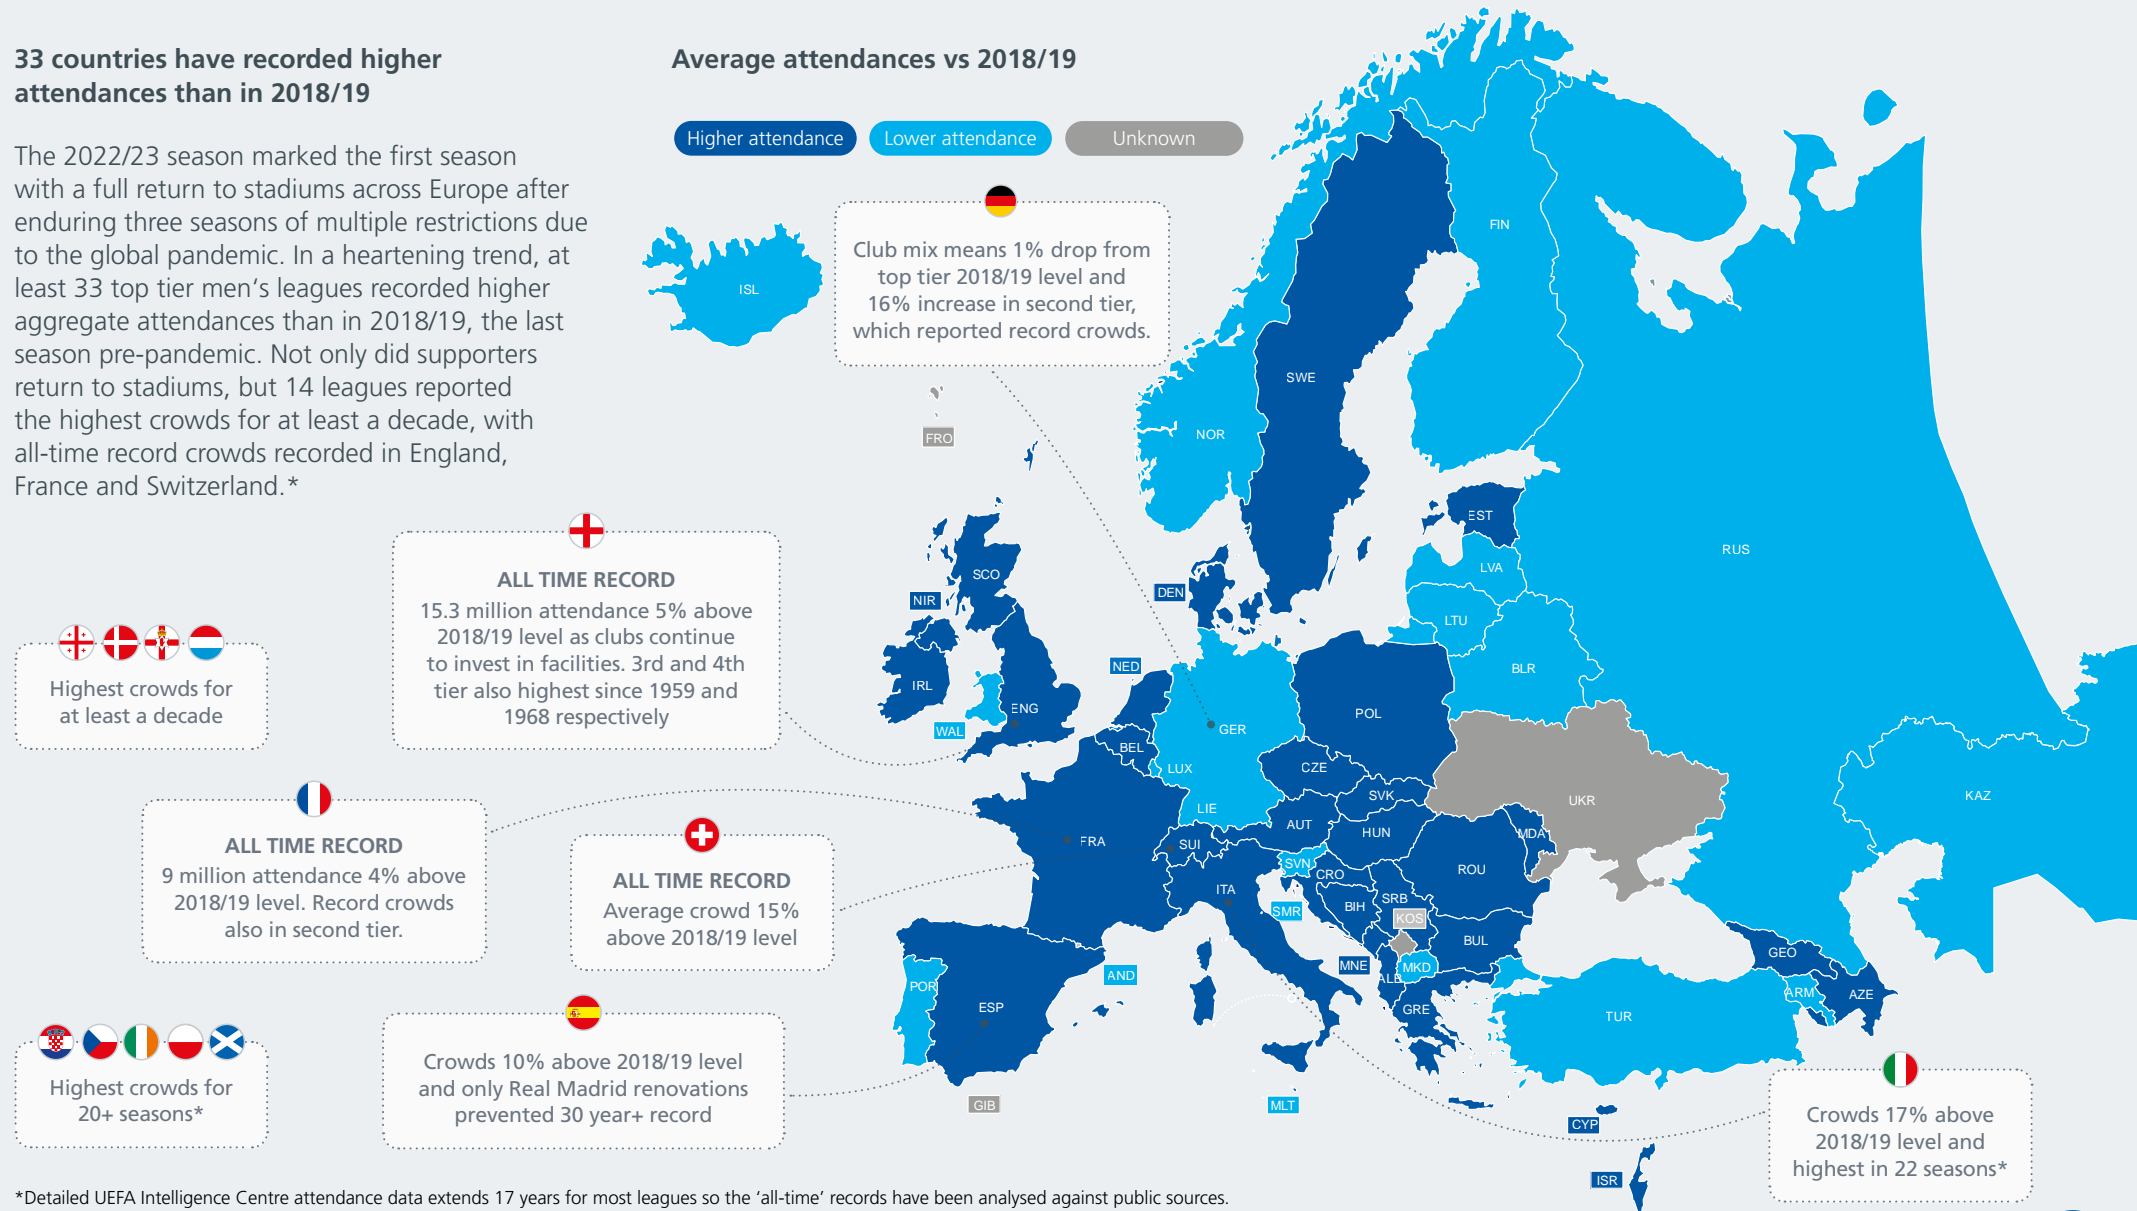 33 countries have recorded higher
attendances than in 2018/19
The 2022/23 season marked the first season
with a full return to stadiums across Europe after
enduring three seasons of multiple restrictions due
to the global pandemic. In a heartening trend, at
least 33 top tier men‘s leagues recorded higher
aggregate attendances than in 2018/19, the last
season pre-pandemic. Not only did supporters
return to stadiums, but 14 leagues reported
the highest crowds for at least a decade, with
all-time record crowds recorded in England,
France and Switzerland.*
Average attendances vs 2018/19
Higher attendance
Lower attendance
Unknown
Club mix means 1% drop from
top tier 2018/19 level and
16% increase in second tier,
which reported record crowds.
ALL TIME RECORD
15.3 million attendance 5% above
2018/19 level as clubs continue
to invest in facilities. 3rd and 4th
tier also highest since 1959 and
1968 respectively
Highest crowds for
at least a decade
ALL TIME RECORD
9 million attendance 4% above
2018/19 level. Record crowds
also in second tier.
ALL TIME RECORD
Average crowd 15%
above 2018/19 level
Highest crowds for
20+ seasons*
Crowds 10% above 2018/19 level
and only Real Madrid renovations
prevented 30 year+ record
Crowds 17% above
2018/19 level and
highest in 22 seasons*
ISL
FIN
SWE
NOR
FRO
EST
RUS
LVA
SCO
DEN
NIR
LTU
BLR
NED
IRL
ENG
POL
WAL
GER
BEL
LUX
CZE
SVK
UKR
KAZ
LIE
AUT
HUN
MDA
FRA
SUI
SVN
ROU
CRO
ITA
SRB
BIH
SMR
KOS
BUL
GEO
MNE
MKD
AND
ALB
POR
ARM
AZE
ESP
GRE
TUR
GIB
MLT
CYP
ISR
*Detailed UEFA Intelligence Centre attendance data extends 17 years for most leagues so the ‘all-time’ records have been analysed against public sources.